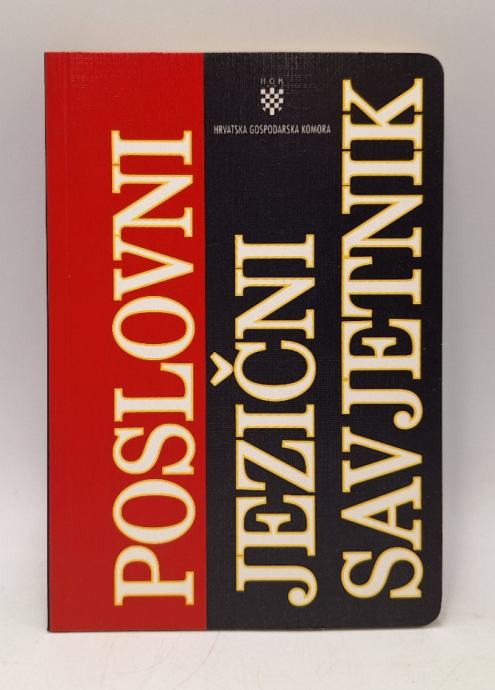 HGK
HRVATSKA GOSPODARSKA KOMORA
POSLOVNI
JEZIČNI
SAVJETNIK